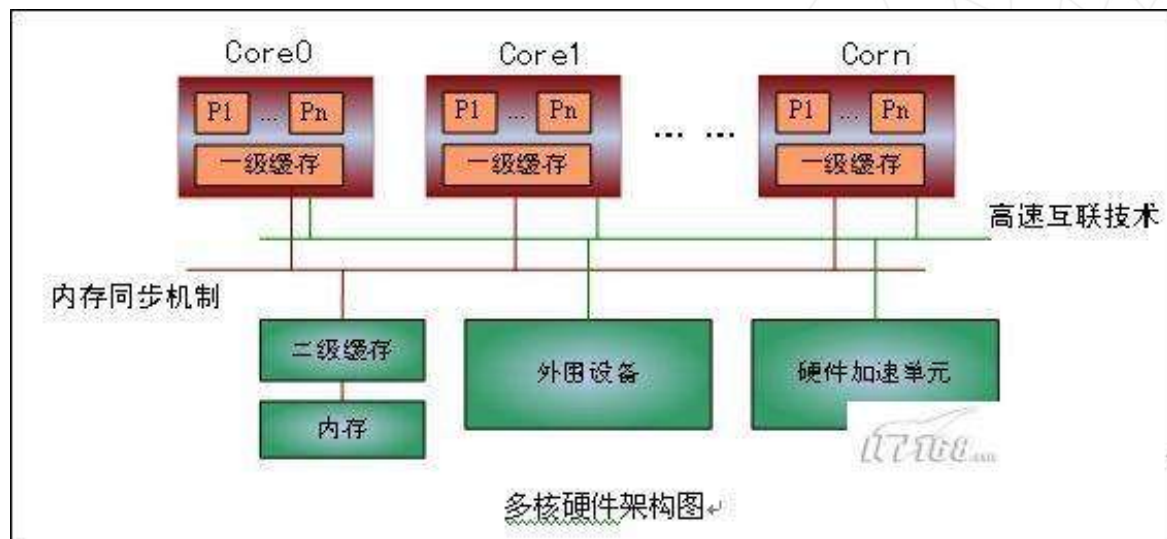 Core0 Core1 Corn
P1 ... Pn P1 ... Pn ... ... P1 ... Pn
一级缓存 一级缓存 一级缓存
高速互联技术
内存同步机制
二级缓存 外围设备 硬件加速单元
内存
IT168.com
多核硬件架构图